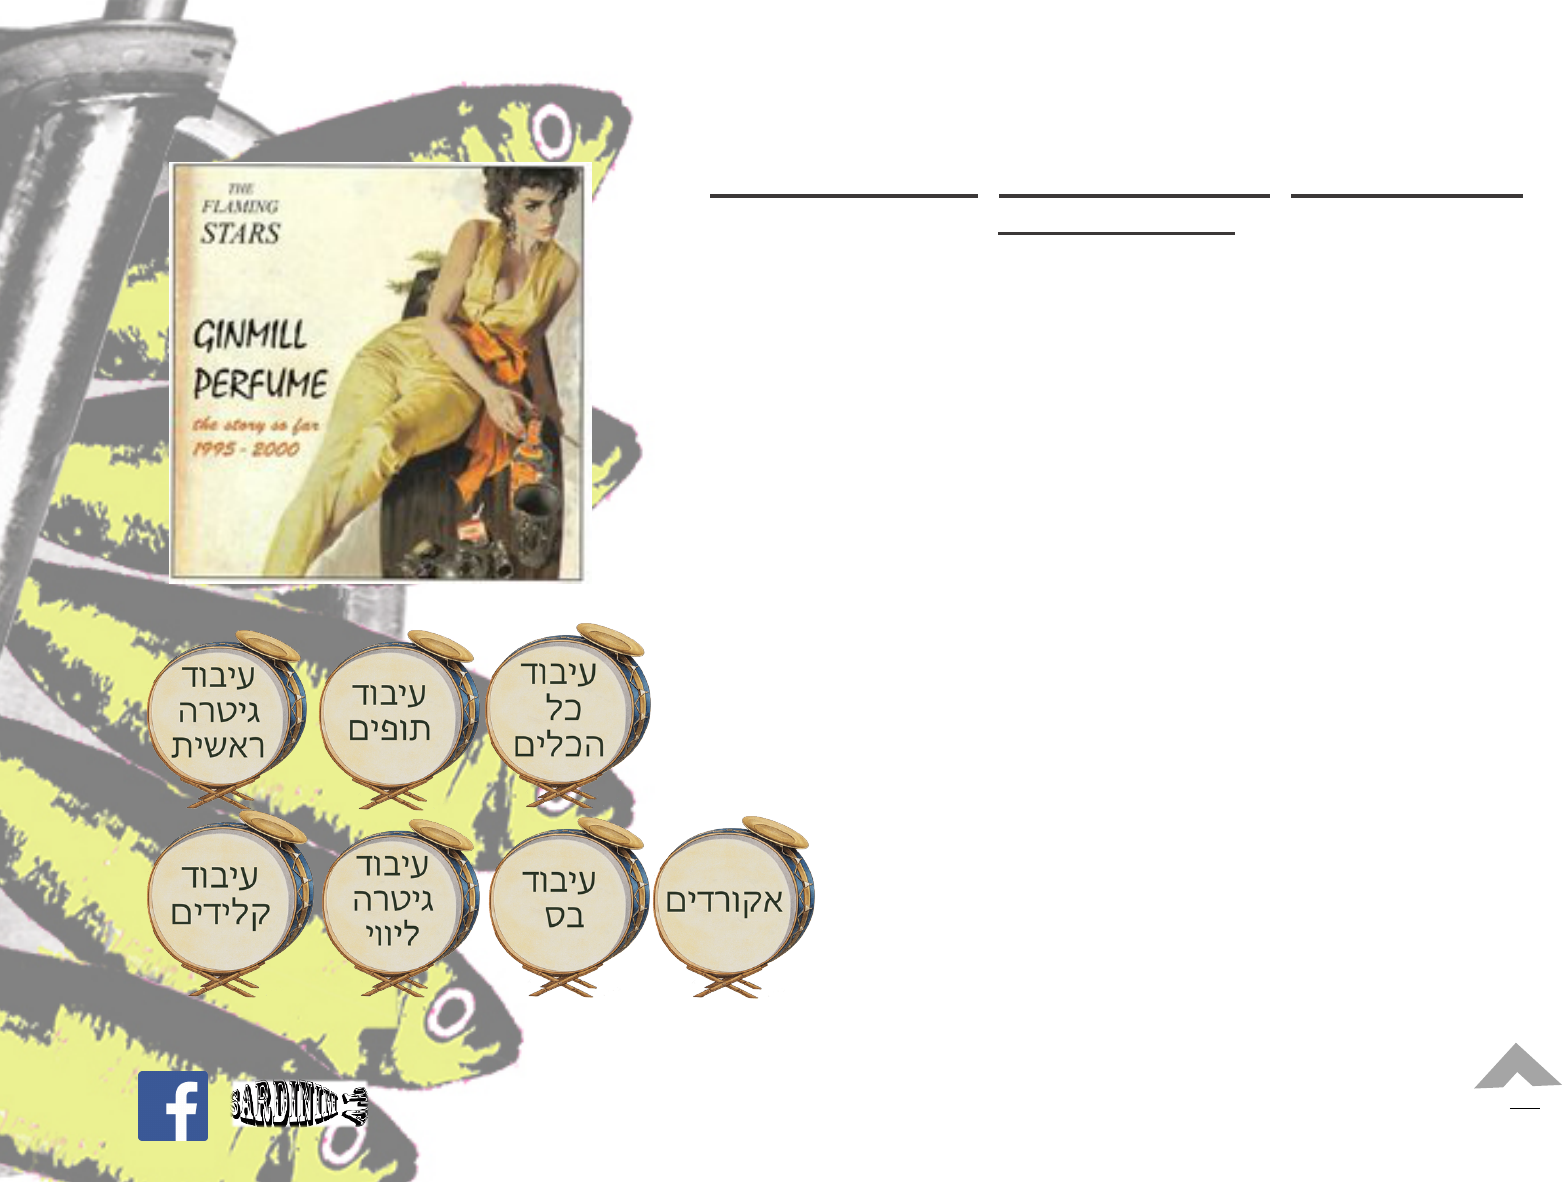 THE
FLAMING
STARS
GINMILL
PERFUME
the story so far
1995 - 2000
עיבוד
כל
הכלים
עיבוד
תופים
עיבוד
גיטרה
ראשית
אקורדים
עיבוד
בס
עיבוד
גיטרה
ליווי
עיבוד
קלידים
f
SARDININE